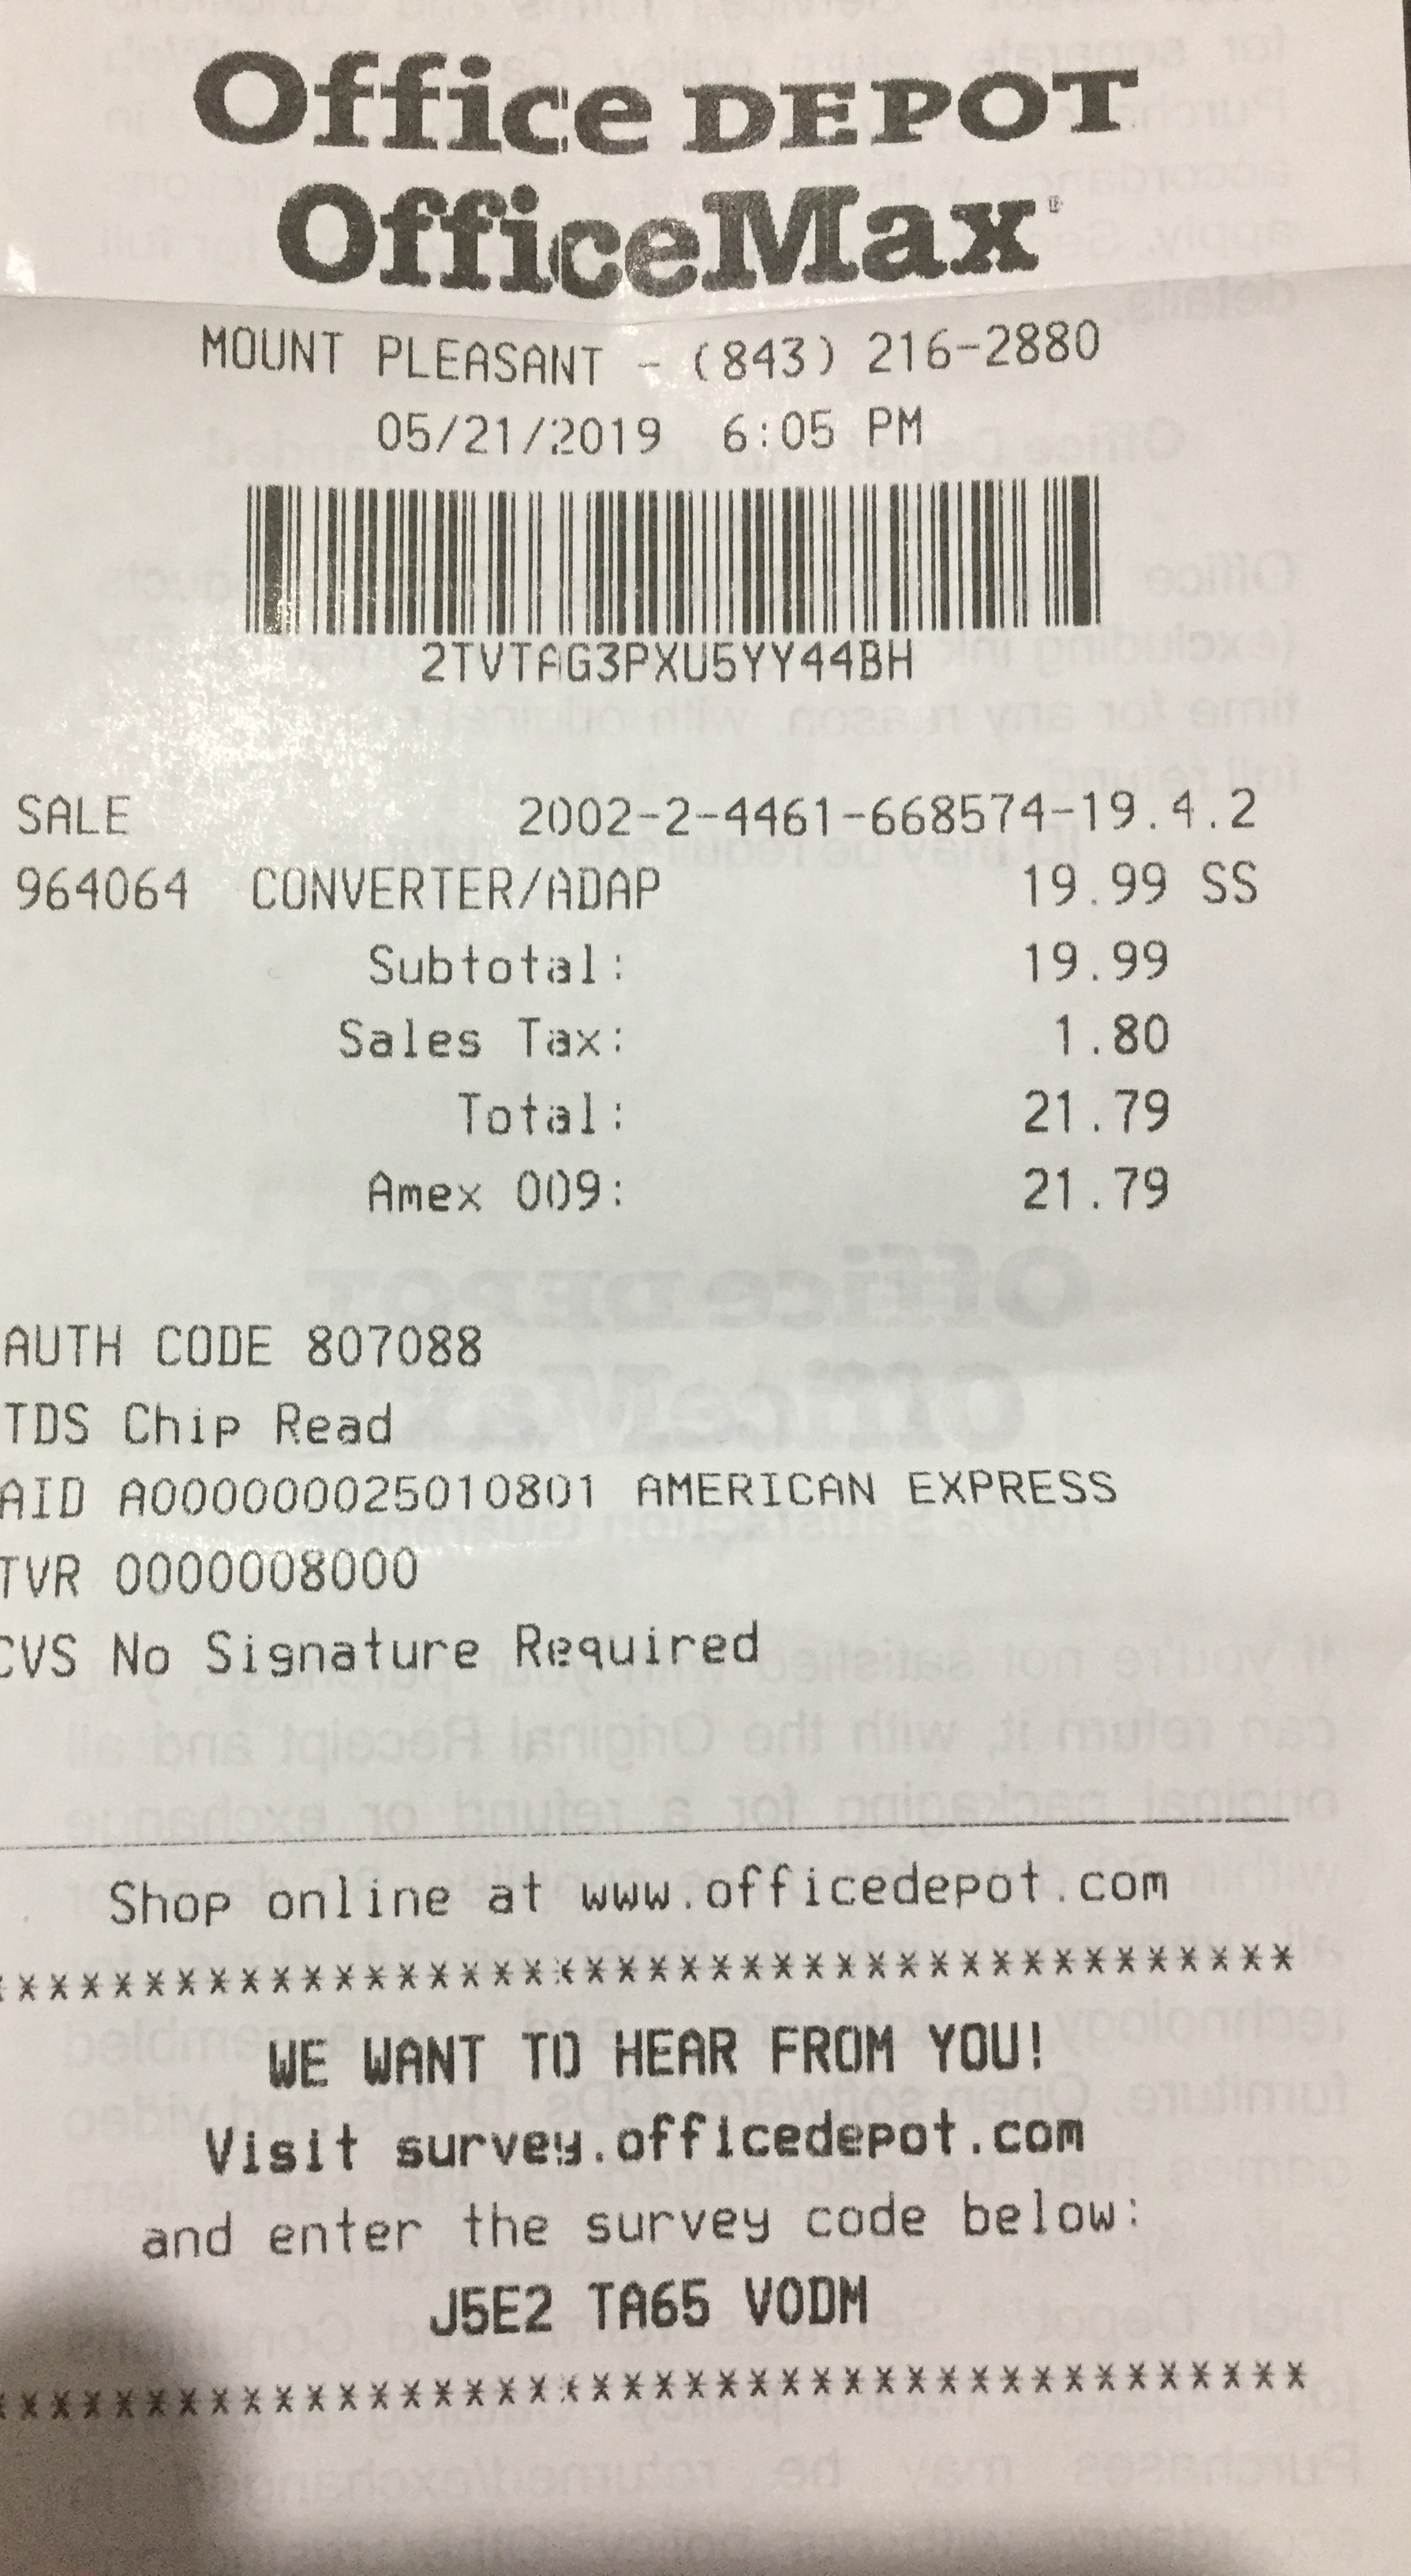 Office DEPOT
OfficeMax
MOUNT PLEASANT - (843) 216-2880
05/21/2019 6:05 PM
2TVTAG3PXU5YY44BH
SALE 2002-2-4461-668574-19.4.2
964064 CONVERTER/ADAP 19.99 SS
Subtotal: 19.99
Sales Tax: 1.80
Total: 21.79
Amex 009: 21.79
AUTH CODE 807088
TDS Chip Read
AID A000000025010801 AMERICAN EXPRESS
TVR 0000008000
CVS No Signature Required
Shop online at www.officedepot.com
*****************************************
WE WANT TO HEAR FROM YOU!
Visit survey.officedepot.com
and enter the survey code below:
J5E2 TA65 VODM
*****************************************